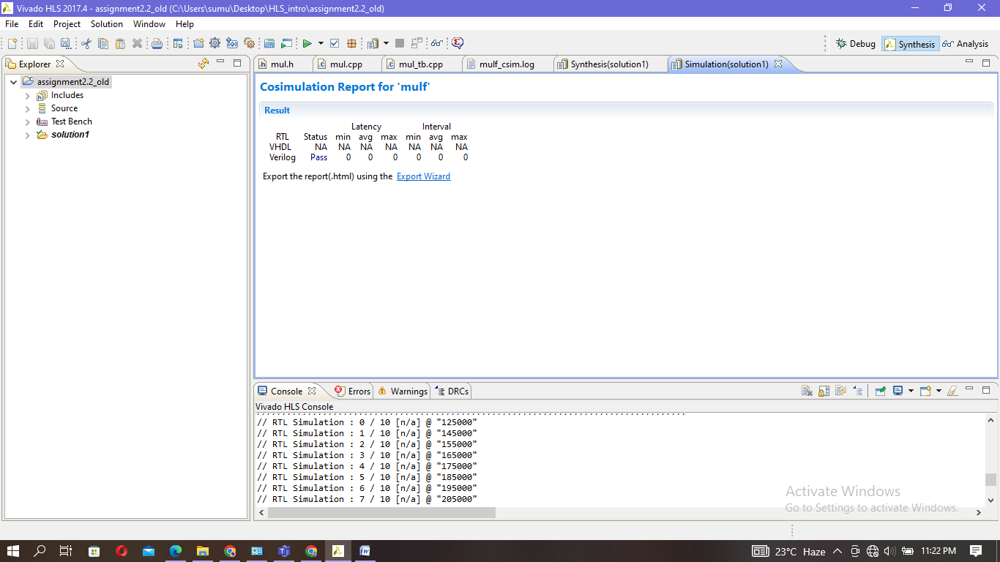 Vivado HLS 2017.4 - assignment2.2_old (C:\Users\sumu\Desktop\HLS_intro\assignment2.2_old)
File Edit Project Solution Window Help
Debug Synthesis Analysis
Explorer
assignment2.2_old
Includes
Source
Test Bench
solution1
mul.h mul.cpp mul_tb.cpp mulf_csim.log Synthesis(solution1) Simulation(solution1)
Cosimulation Report for 'mulf'
Result
Latency Interval
RTL Status min avg max min avg max
VHDL NA NA NA NA NA NA NA
Verilog Pass 0 0 0 0 0 0
Export the report(.html) using the Export Wizard
Console Errors Warnings DRCs
Vivado HLS Console
// RTL Simulation : 0 / 10 [n/a] @ "125000"
// RTL Simulation : 1 / 10 [n/a] @ "145000"
// RTL Simulation : 2 / 10 [n/a] @ "155000"
// RTL Simulation : 3 / 10 [n/a] @ "165000"
// RTL Simulation : 4 / 10 [n/a] @ "175000"
// RTL Simulation : 5 / 10 [n/a] @ "185000"
// RTL Simulation : 6 / 10 [n/a] @ "195000"
// RTL Simulation : 7 / 10 [n/a] @ "205000"
Activate Windows
Go to Settings to activate Windows.
23°C Haze 11:22 PM